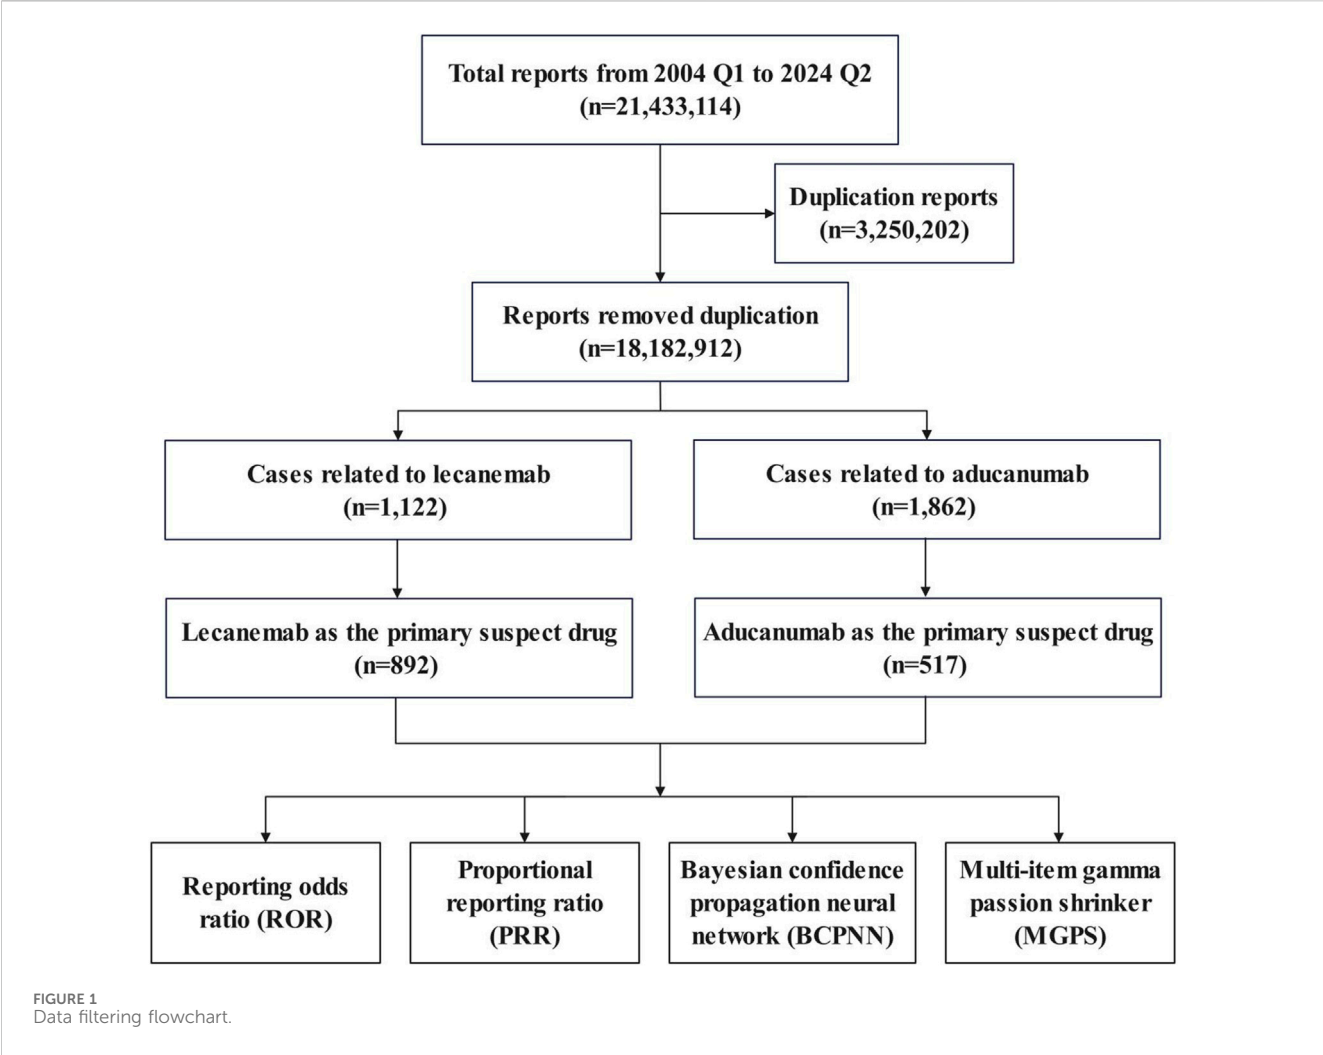 Total reports from 2004 Q1 to 2024 Q2
(n=21,433,114)
Duplication reports
(n=3,250,202)
Reports removed duplication
(n=18,182,912)
Cases related to lecanemab
(n=1,122)
Cases related to aducanumab
(n=1,862)
Lecanemab as the primary suspect drug
(n=892)
Aducanumab as the primary suspect drug
(n=517)
Reporting odds
ratio (ROR)
Proportional
reporting ratio
(PRR)
Bayesian confidence
propagation neural
network (BCPNN)
Multi-item gamma
passion shrinker
(MGPS)
FIGURE 1
Data filtering flowchart.